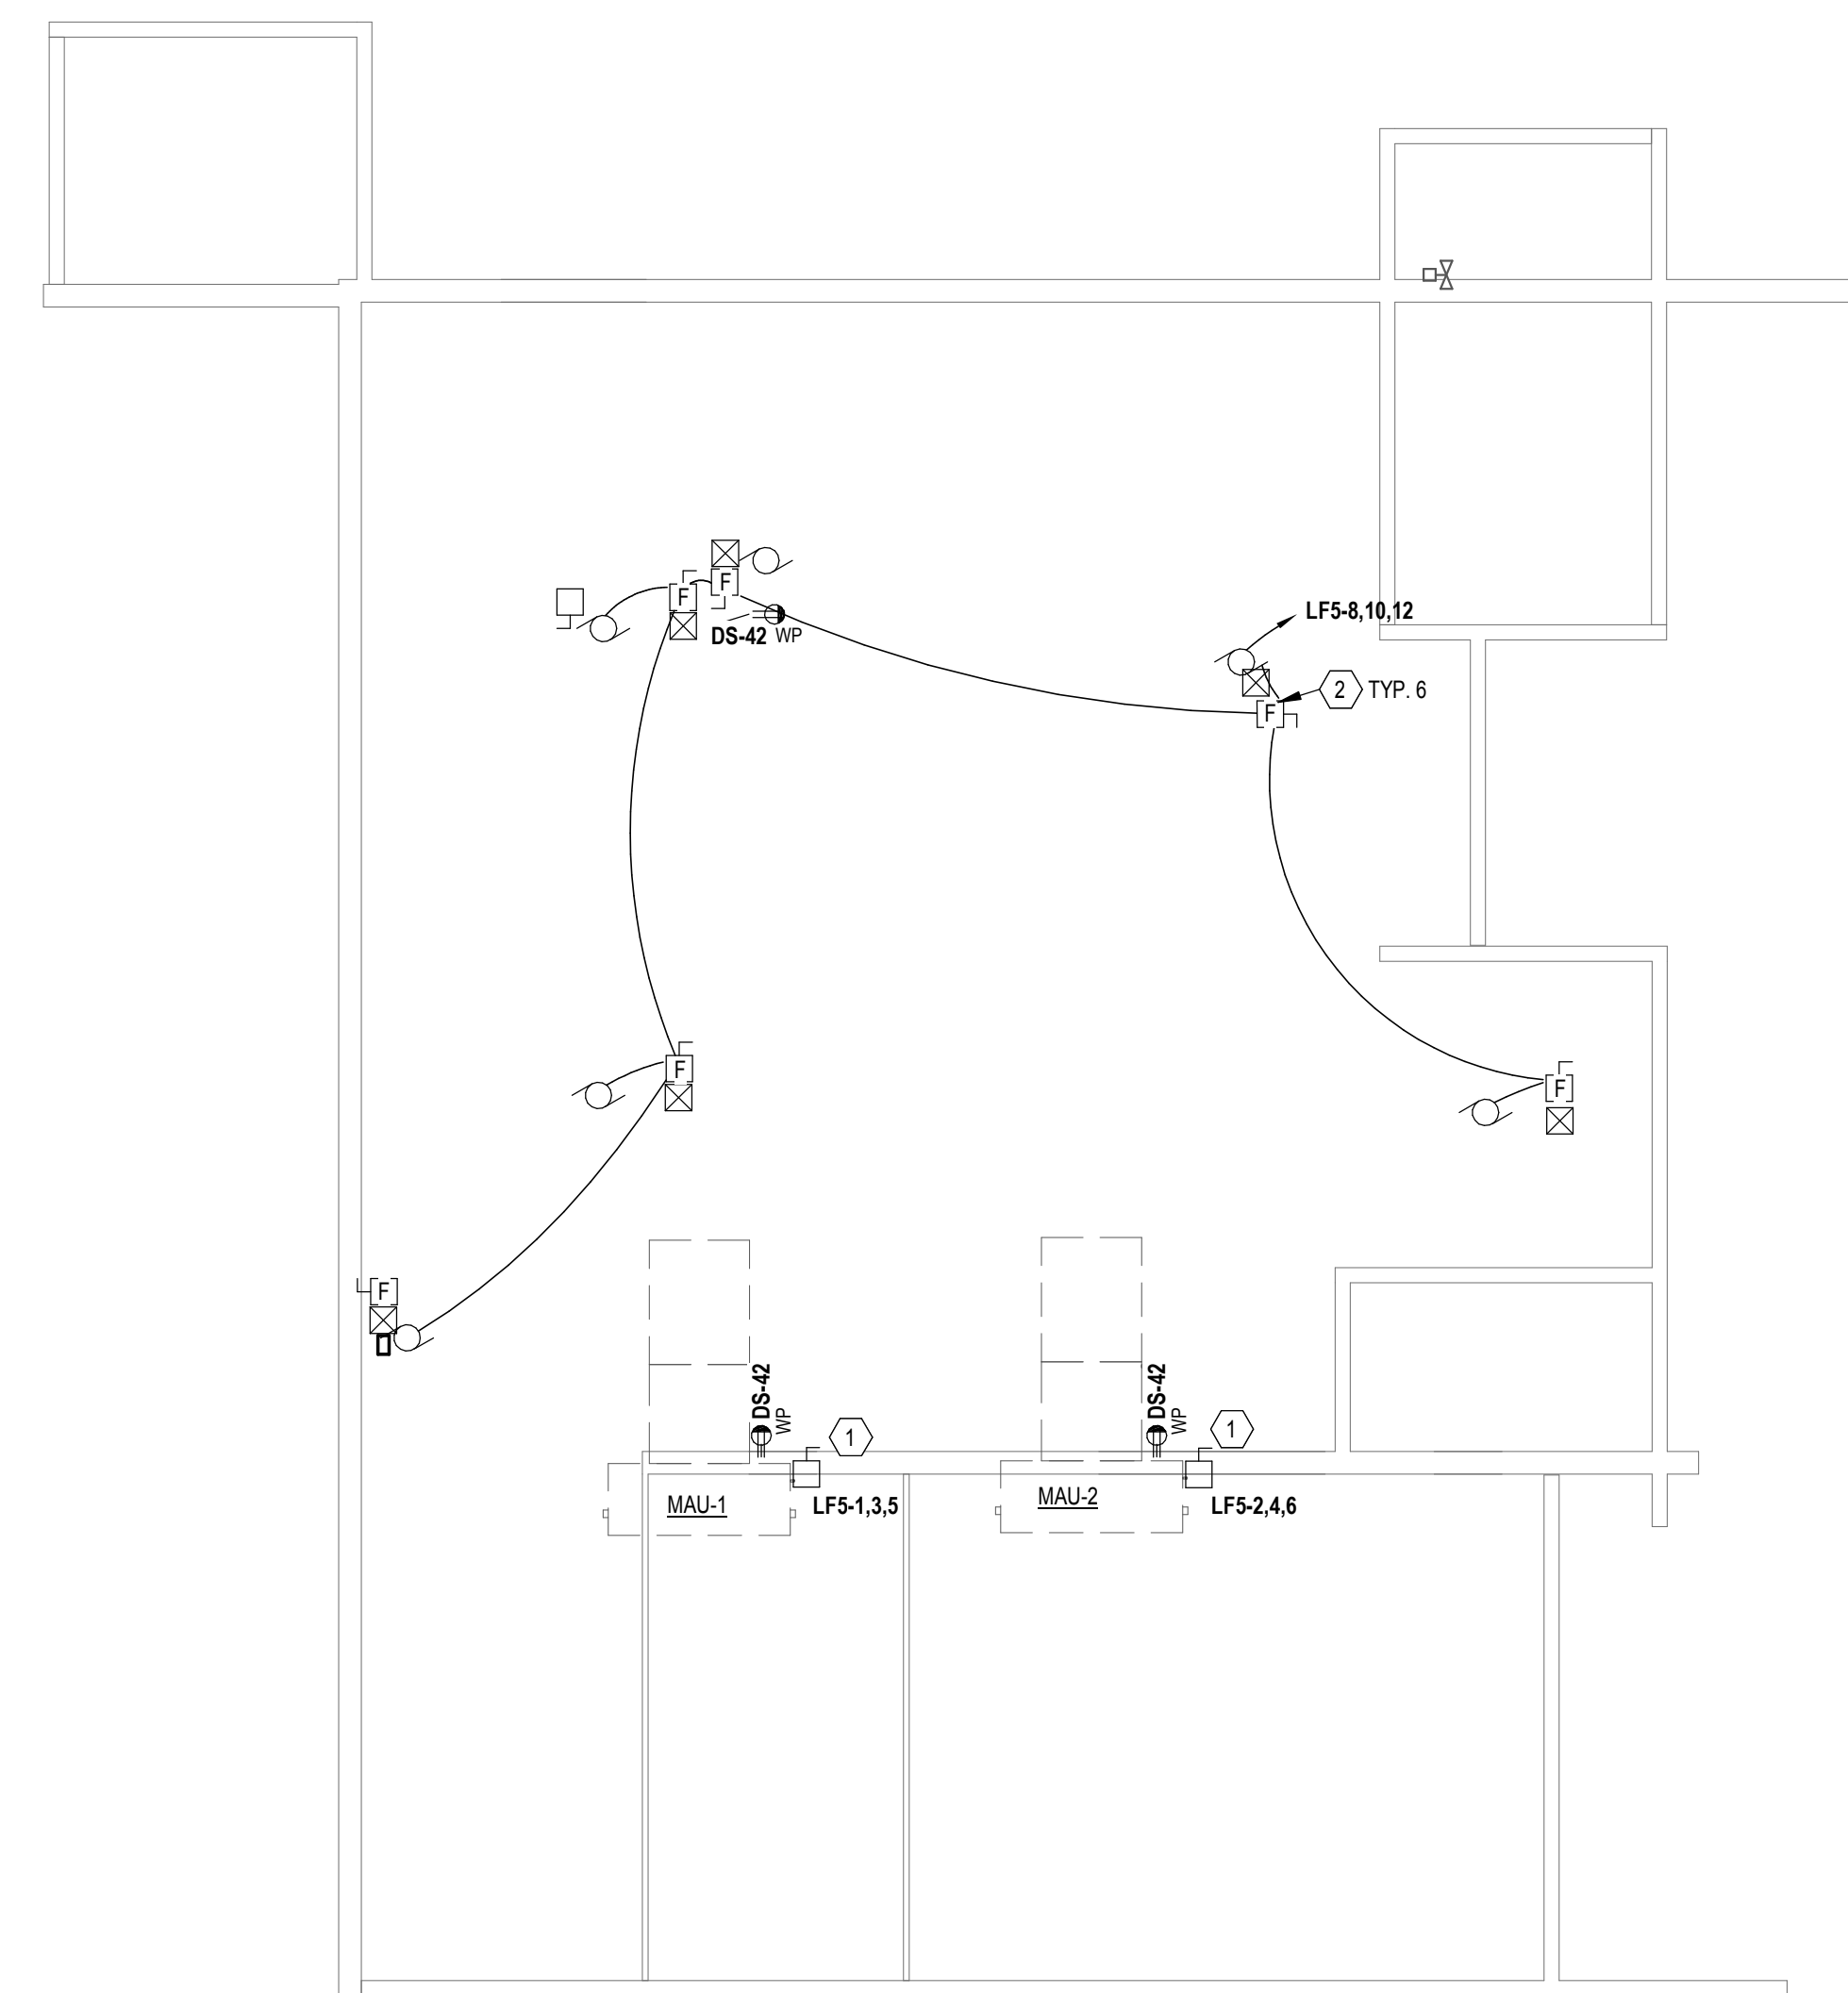 F
F
LF5-8,10,12
DS-42 WP
2 TYP. 6
F
F
F
F
DS-42
WP
DS-42
WP
1
1
MAU-1
MAU-2
LF5-1,3,5
LF5-2,4,6